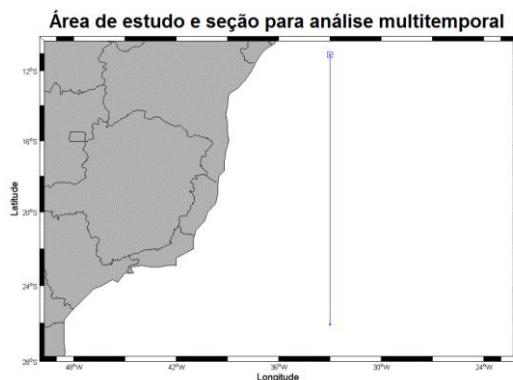 Área de estudo e seção para análise multitemporal
12°S
16°S
20°S
24°S
28°S
Latitude
48°W
42°W
36°W
30°W
24°W
Longitude